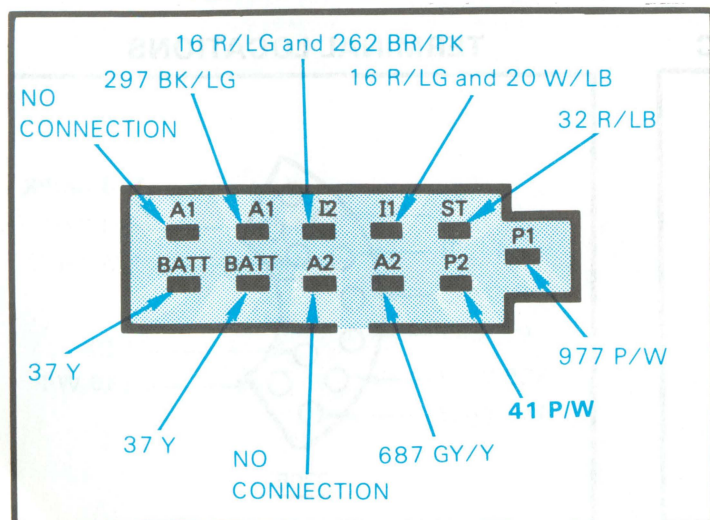 16 R/LG and 262 BR/PK
297 BK/LG
16 R/LG and 20 W/LB
NO
CONNECTION
32 R/LB
A1
A1
I2
I1
ST
P1
BATT
BATT
A2
A2
P2
37 Y
977 P/W
41 P/W
37 Y
687 GY/Y
NO
CONNECTION